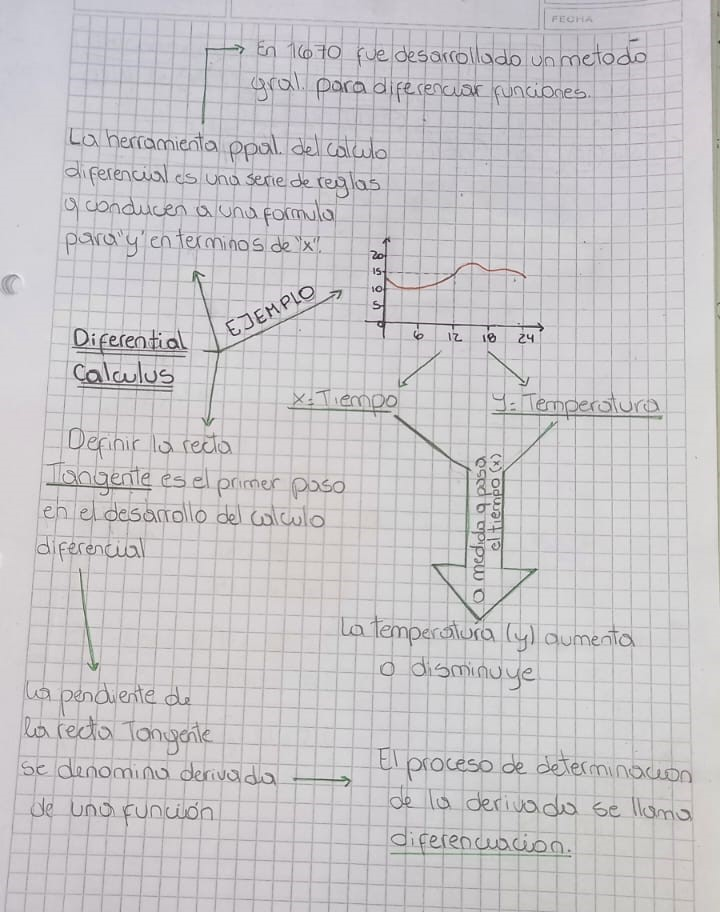 FECHA
En 1670 fue desarrollado un metodo
gral. para diferenciar funciones.
La herramienta ppal. del calculo
diferencial es una serie de reglas
q conducen a una formula
para "y" en terminos de "x".
EJEMPLO
20
15
10
5
0
6 12 18 24
Diferential
Calculus
x = Tiempo
y = Temperatura
Definir la recta
Tangente es el primer paso
en el desarrollo del calculo
diferencial
a medida q pasa
el tiempo (x)
La temperatura (y) aumenta
o disminuye
La pendiente de
la recta Tangente
se denomina derivada
de una función
El proceso de determinacion
de la derivada se llama
diferenciacion.